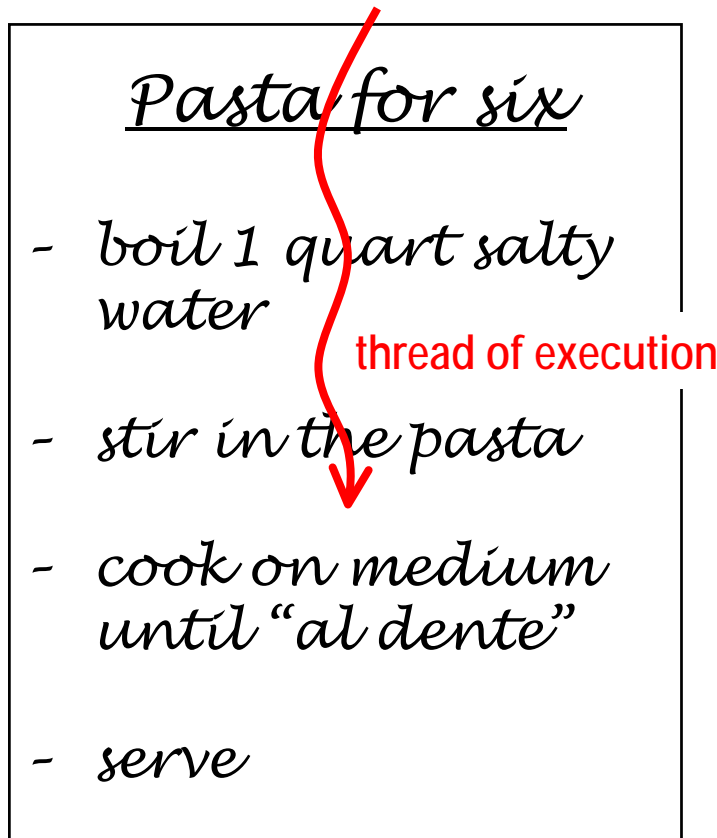 Pasta for six
- boil 1 quart salty
water
thread of execution
- stir in the pasta
- cook on medium
until “al dente”
- serve